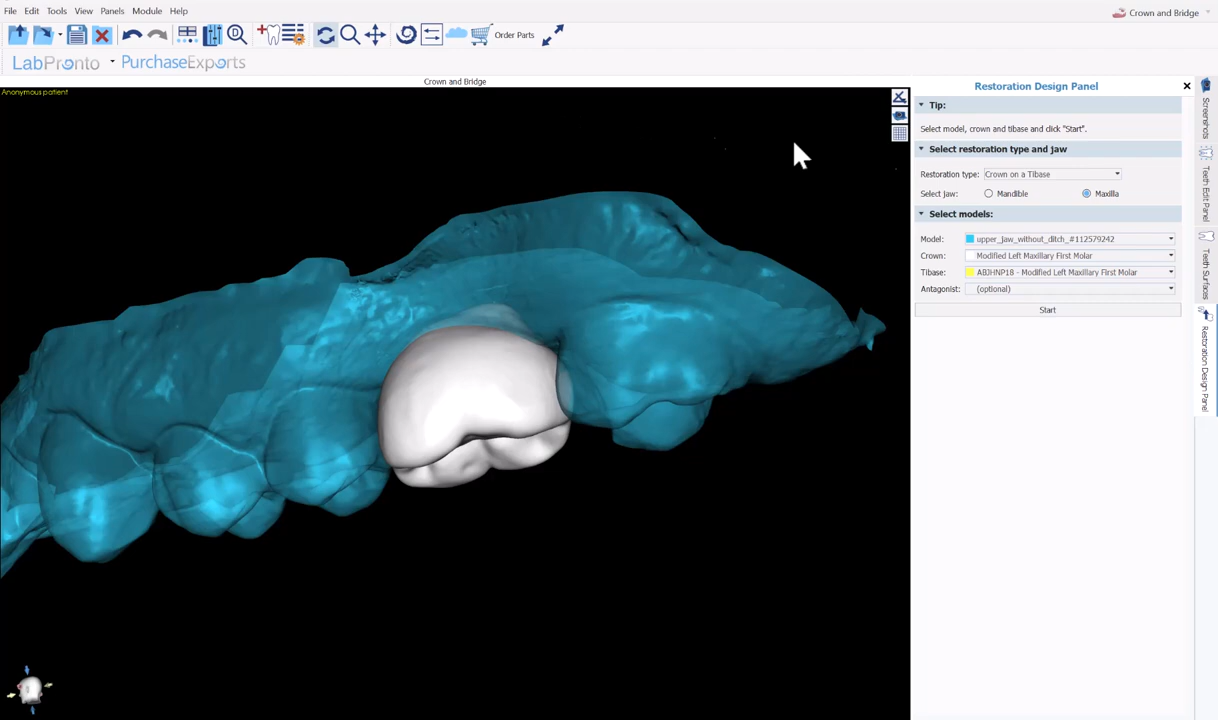 File Edit Tools View Panels Module Help
Crown and Bridge
Order Parts
LabPronto PurchaseExports
Crown and Bridge
Anonymous patient
Restoration Design Panel
Tip:
Select model, crown and tibase and click "Start".
Select restoration type and jaw
Restoration type: Crown on a Tibase
Select jaw: Mandible Maxilla
Select models:
Model: upper_jaw_without_ditch_#112579242
Crown: Modified Left Maxillary First Molar
Tibase: ABJHNP18 - Modified Left Maxillary First Molar
Antagonist: (optional)
Start
Screenshots
Teeth Edit Panel
Teeth Surfaces
Restoration Design Panel